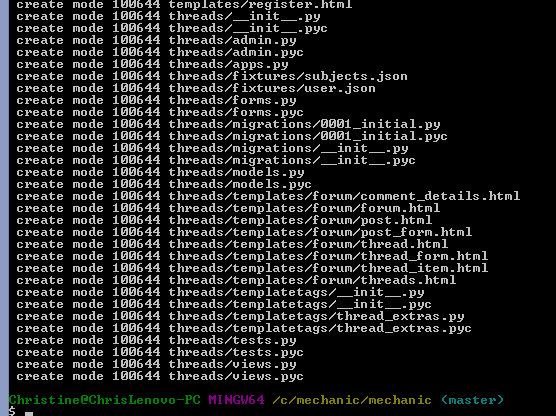 create mode 100644 templates/register.html
create mode 100644 threads/__init__.py
create mode 100644 threads/__init__.pyc
create mode 100644 threads/admin.py
create mode 100644 threads/admin.pyc
create mode 100644 threads/apps.py
create mode 100644 threads/fixtures/subjects.json
create mode 100644 threads/fixtures/user.json
create mode 100644 threads/forms.py
create mode 100644 threads/forms.pyc
create mode 100644 threads/migrations/0001_initial.py
create mode 100644 threads/migrations/0001_initial.pyc
create mode 100644 threads/migrations/__init__.py
create mode 100644 threads/migrations/__init__.pyc
create mode 100644 threads/models.py
create mode 100644 threads/models.pyc
create mode 100644 threads/templates/forum/comment_details.html
create mode 100644 threads/templates/forum/forum.html
create mode 100644 threads/templates/forum/post.html
create mode 100644 threads/templates/forum/post_form.html
create mode 100644 threads/templates/forum/thread.html
create mode 100644 threads/templates/forum/thread_form.html
create mode 100644 threads/templates/forum/thread_item.html
create mode 100644 threads/templates/forum/threads.html
create mode 100644 threads/templatetags/__init__.py
create mode 100644 threads/templatetags/__init__.pyc
create mode 100644 threads/templatetags/thread_extras.py
create mode 100644 threads/templatetags/thread_extras.pyc
create mode 100644 threads/tests.py
create mode 100644 threads/tests.pyc
create mode 100644 threads/views.py
create mode 100644 threads/views.pyc
Christine@ChrisLenovo-PC MINGW64 /c/mechanic/mechanic (master)
$